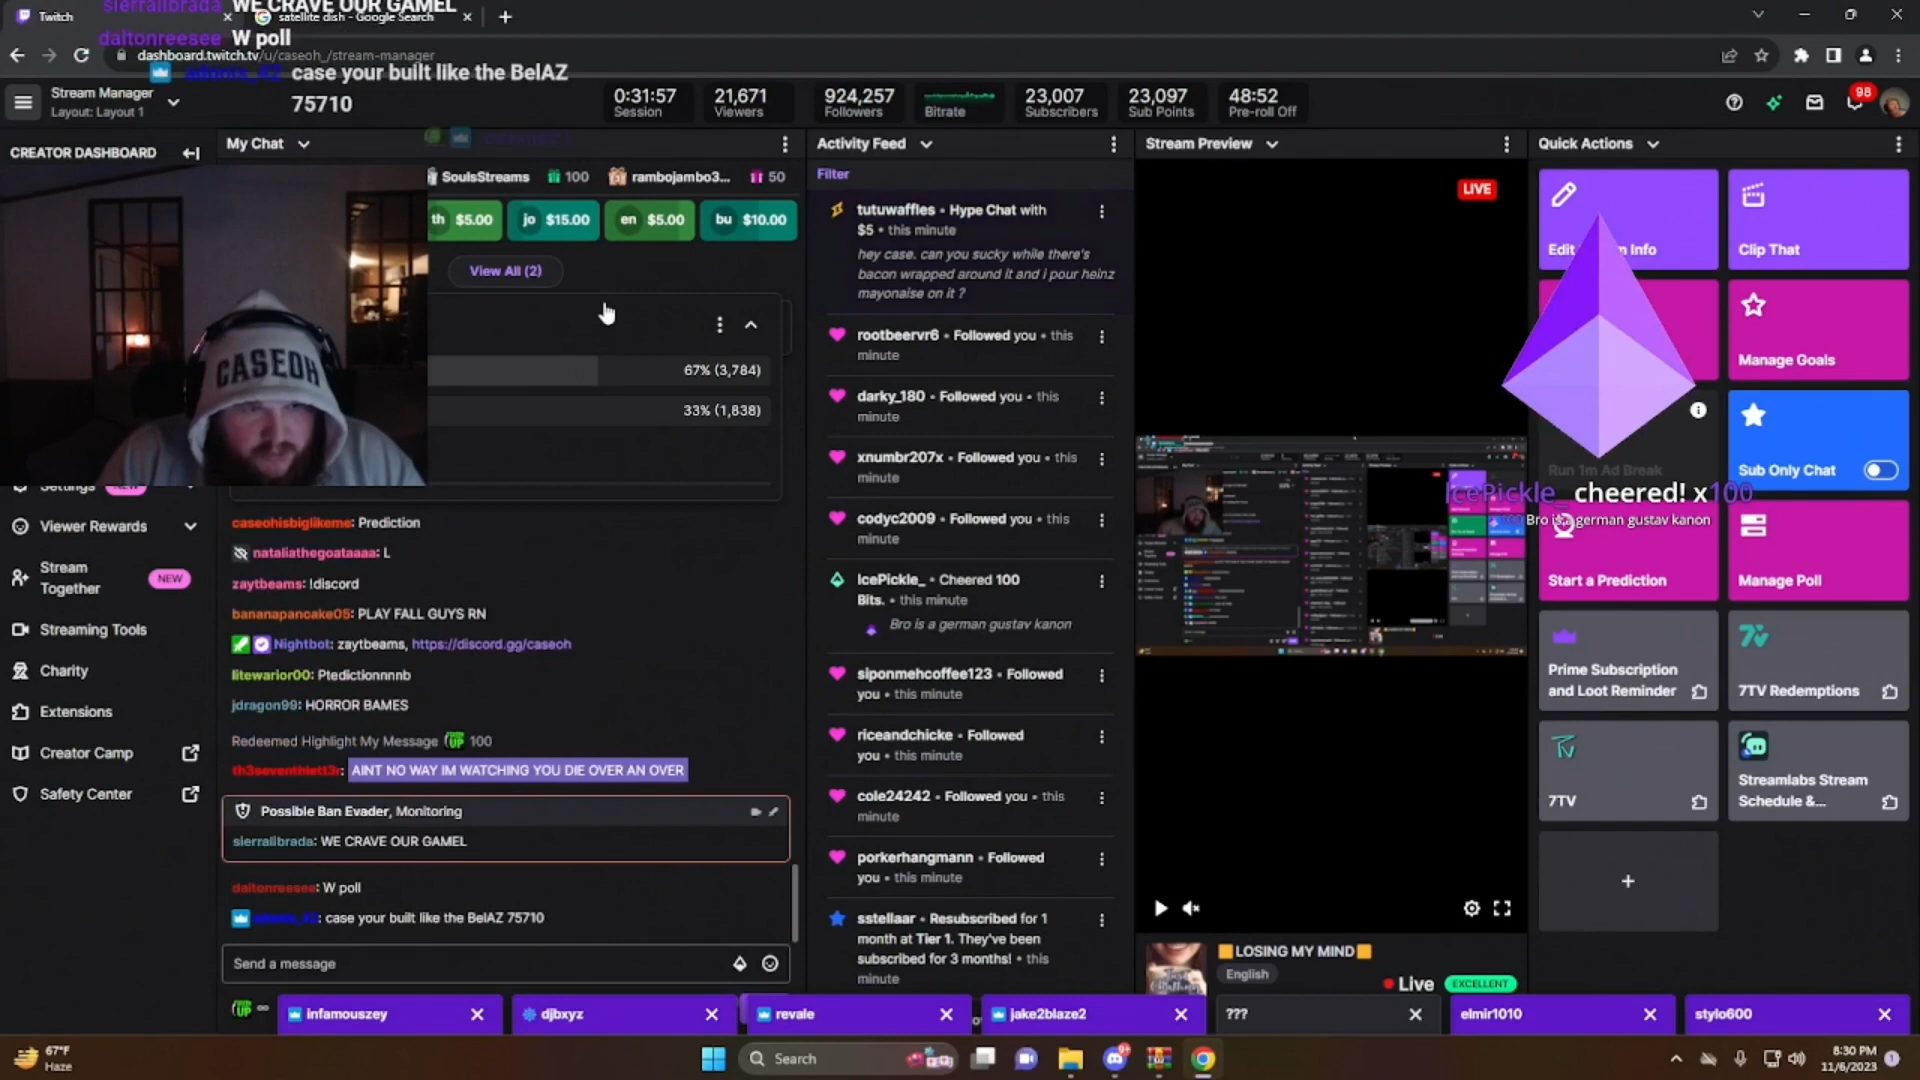 sierralibrada WE CRAVE OUR GAMEL
Twitch
satellite dish - Google Search
daltonreesee W poll
dashboard.twitch.tv/u/caseoh_/stream-manager
case your built like the BelAZ
75710
Stream Manager
Layout: Layout 1
0:31:57
Session
21,671
Viewers
924,257
Followers
Bitrate
23,007
Subscribers
23,097
Sub Points
48:52
Pre-roll Off
98
CREATOR DASHBOARD
My Chat
SoulsStreams 100
rambojambo3... 50
th $5.00
jo $15.00
en $5.00
bu $10.00
View All (2)
67% (3,784)
33% (1,838)
CASEOH
Settings
Viewer Rewards
Stream
Together
NEW
Streaming Tools
Charity
Extensions
Creator Camp
Safety Center
caseohisbiglikeme: Prediction
nataliathegoataaaa: L
zaytbeams: !discord
bananapancake05: PLAY FALL GUYS RN
Nightbot: zaytbeams, https://discord.gg/caseoh
litewarior00: Ptedictionnnnb
jdragon99: HORROR BAMES
Redeemed Highlight My Message 100
AINT NO WAY IM WATCHING YOU DIE OVER AN OVER
Possible Ban Evader, Monitoring
sierralibrada: WE CRAVE OUR GAMEL
daltonreesee: W poll
case your built like the BelAZ 75710
Send a message
Activity Feed
Filter
tutuwaffles • Hype Chat with
$5 • this minute
hey case. can you sucky while there's
bacon wrapped around it and i pour heinz
mayonaise on it ?
rootbeervr6 • Followed you • this
minute
darky_180 • Followed you • this
minute
xnumbr207x • Followed you • this
minute
codyc2009 • Followed you • this
minute
IcePickle_ • Cheered 100
Bits. • this minute
Bro is a german gustav kanon
siponmehcoffee123 • Followed
you • this minute
riceandchicke • Followed
you • this minute
cole24242 • Followed you • this
minute
porkerhangmann • Followed
you • this minute
sstellaar • Resubscribed for 1
month at Tier 1. They've been
subscribed for 3 months! • this
minute
Stream Preview
LIVE
LOSING MY MIND
English
Live
EXCELLENT
Quick Actions
Clip That
Manage Goals
Run 1m Ad Break
Sub Only Chat
IcePickle_ cheered! x100
Bro is a german gustav kanon
Start a Prediction
Manage Poll
Prime Subscription
and Loot Reminder
7TV Redemptions
7TV
Streamlabs Stream
Schedule &...
infamouszey
djbxyz
revale
jake2blaze2
???
elmir1010
stylo600
67°F
Haze
Search
8:30 PM
11/6/2023